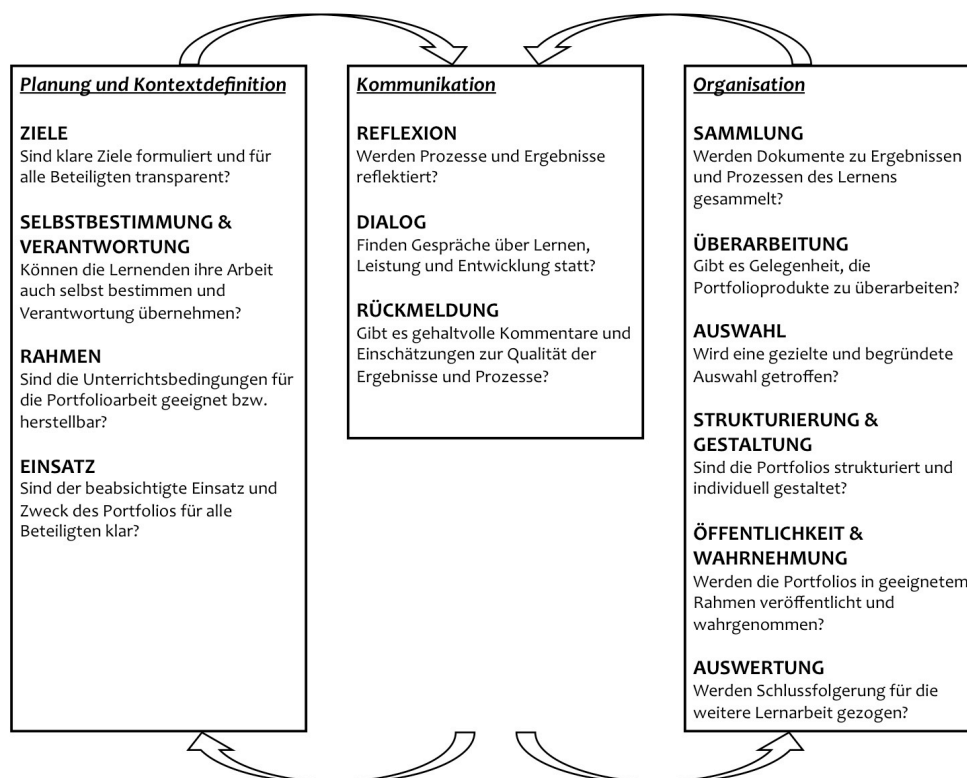 Planung und Kontextdefinition
ZIELE
Sind klare Ziele formuliert und für
alle Beteiligten transparent?
SELBSTBESTIMMUNG &
VERANTWORTUNG
Können die Lernenden ihre Arbeit
auch selbst bestimmen und
Verantwortung übernehmen?
RAHMEN
Sind die Unterrichtsbedingungen für
die Portfolioarbeit geeignet bzw.
herstellbar?
EINSATZ
Sind der beabsichtigte Einsatz und
Zweck des Portfolios für alle
Beteiligten klar?
Kommunikation
REFLEXION
Werden Prozesse und Ergebnisse
reflektiert?
DIALOG
Finden Gespräche über Lernen,
Leistung und Entwicklung statt?
RÜCKMELDUNG
Gibt es gehaltvolle Kommentare und
Einschätzungen zur Qualität der
Ergebnisse und Prozesse?
Organisation
SAMMLUNG
Werden Dokumente zu Ergebnissen
und Prozessen des Lernens
gesammelt?
ÜBERARBEITUNG
Gibt es Gelegenheit, die
Portfolioprodukte zu überarbeiten?
AUSWAHL
Wird eine gezielte und begründete
Auswahl getroffen?
STRUKTURIERUNG &
GESTALTUNG
Sind die Portfolios strukturiert und
individuell gestaltet?
ÖFFENTLICHKEIT &
WAHRNEHMUNG
Werden die Portfolios in geeignetem
Rahmen veröffentlicht und
wahrgenommen?
AUSWERTUNG
Werden Schlussfolgerung für die
weitere Lernarbeit gezogen?